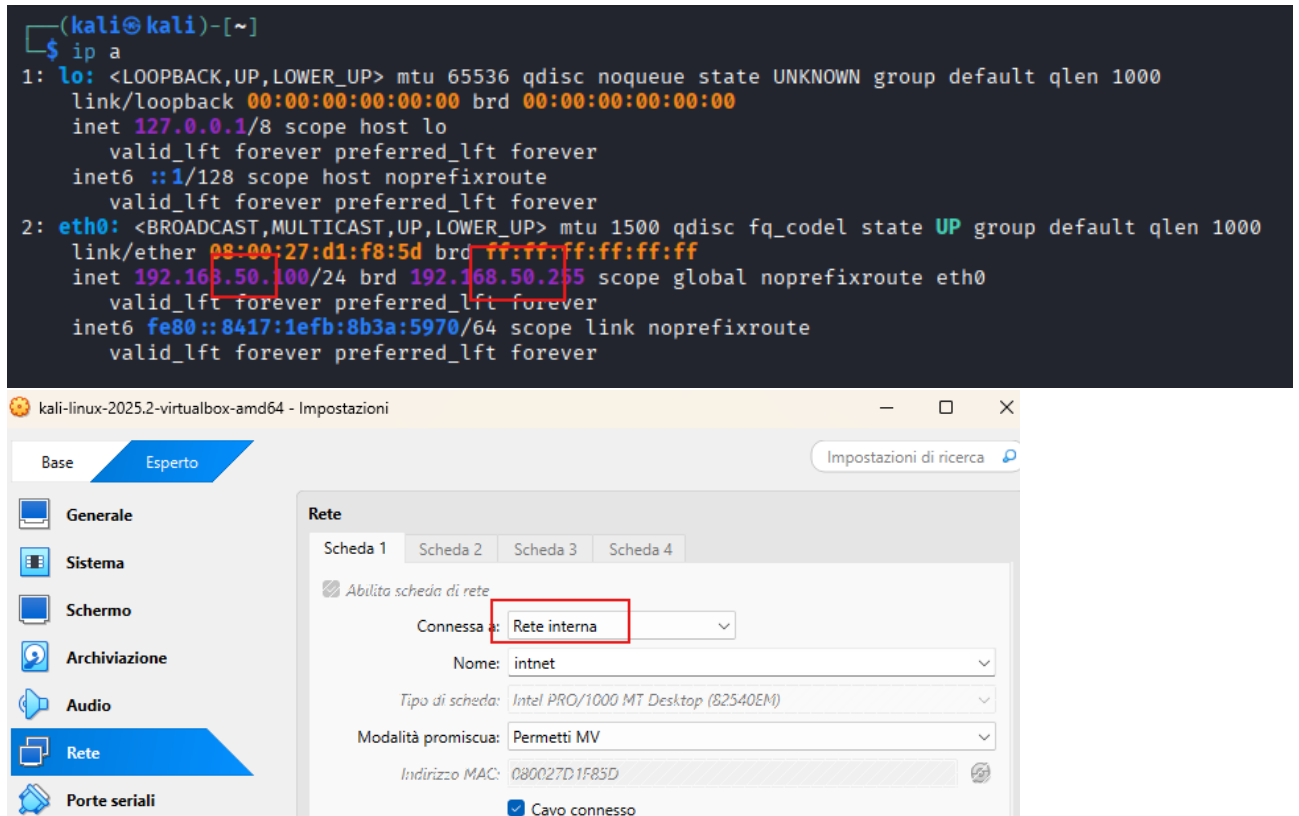 (kali㉿kali)-[~]
$ ip a
1: lo: <LOOPBACK,UP,LOWER_UP> mtu 65536 qdisc noqueue state UNKNOWN group default qlen 1000
link/loopback 00:00:00:00:00:00 brd 00:00:00:00:00:00
inet 127.0.0.1/8 scope host lo
valid_lft forever preferred_lft forever
inet6 ::1/128 scope host noprefixroute
valid_lft forever preferred_lft forever
2: eth0: <BROADCAST,MULTICAST,UP,LOWER_UP> mtu 1500 qdisc fq_codel state UP group default qlen 1000
link/ether 08:00:27:d1:f8:5d brd ff:ff:ff:ff:ff:ff
inet 192.168.50.100/24 brd 192.168.50.255 scope global noprefixroute eth0
valid_lft forever preferred_lft forever
inet6 fe80::8417:1efb:8b3a:5970/64 scope link noprefixroute
valid_lft forever preferred_lft forever
kali-linux-2025.2-virtualbox-amd64 - Impostazioni
Base Esperto Impostazioni di ricerca
Generale
Sistema
Schermo
Archiviazione
Audio
Rete
Porte seriali
Rete
Scheda 1 Scheda 2 Scheda 3 Scheda 4
Abilita scheda di rete
Connessa a: Rete interna
Nome: intnet
Tipo di scheda: Intel PRO/1000 MT Desktop (82540EM)
Modalità promiscua: Permetti MV
Indirizzo MAC: 080027D1F85D
Cavo connesso